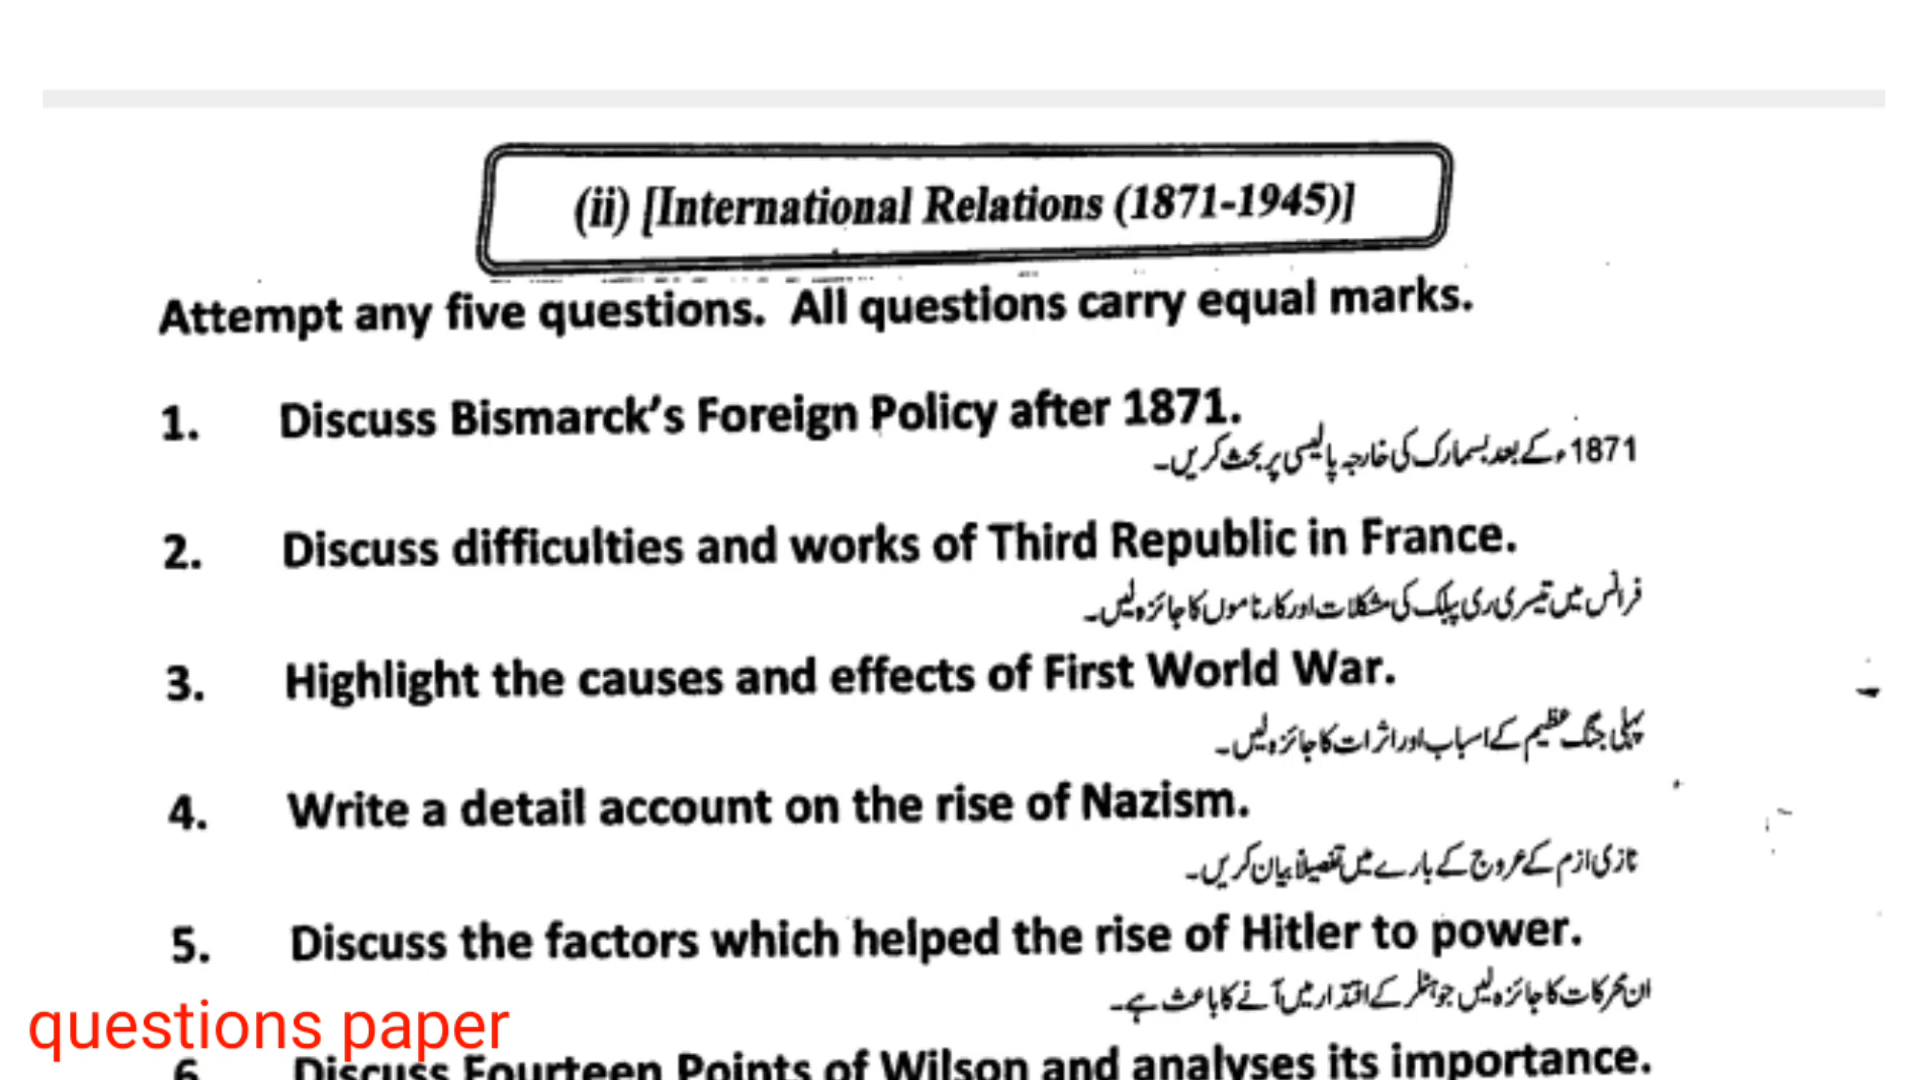 (ii) [International Relations (1871-1945)]
Attempt any five questions.  All questions carry equal marks.
1. Discuss Bismarck's Foreign Policy after 1871.
1871ء کے بعد بسمارک کی خارجہ پالیسی پر بحث کریں۔
2. Discuss difficulties and works of Third Republic in France.
فرانس میں تیسری ری پبلک کی مشکلات اور کارناموں کا جائزہ لیں۔
3. Highlight the causes and effects of First World War.
پہلی جنگ عظیم کے اسباب اور اثرات کا جائزہ لیں۔
4. Write a detail account on the rise of Nazism.
نازی ازم کے عروج کے بارے میں تفصیلاً بیان کریں۔
5. Discuss the factors which helped the rise of Hitler to power.
ان محرکات کا جائزہ لیں جو ہٹلر کے اقتدار میں آنے کا باعث ہے۔
questions paper
6. Discuss Fourteen Points of Wilson and analyses its importance.